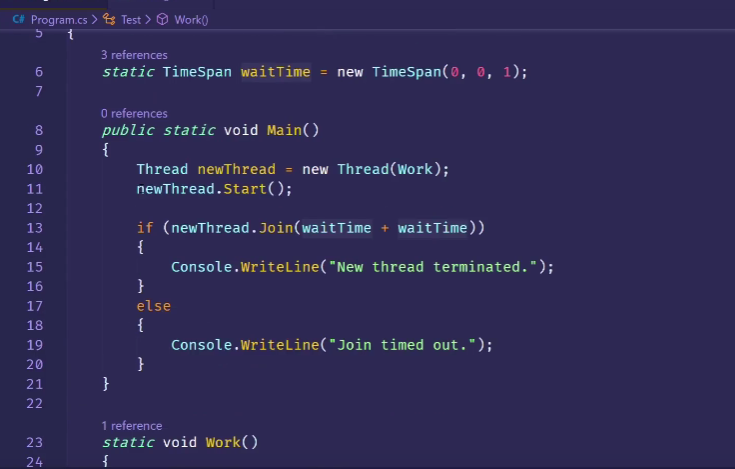 C# Program.cs > Test > Work()
5 {
3 references
6 static TimeSpan waitTime = new TimeSpan(0, 0, 1);
7
0 references
8 public static void Main()
9 {
10 Thread newThread = new Thread(Work);
11 newThread.Start();
12
13 if (newThread.Join(waitTime + waitTime))
14 {
15 Console.WriteLine("New thread terminated.");
16 }
17 else
18 {
19 Console.WriteLine("Join timed out.");
20 }
21 }
22
1 reference
23 static void Work()
24 {